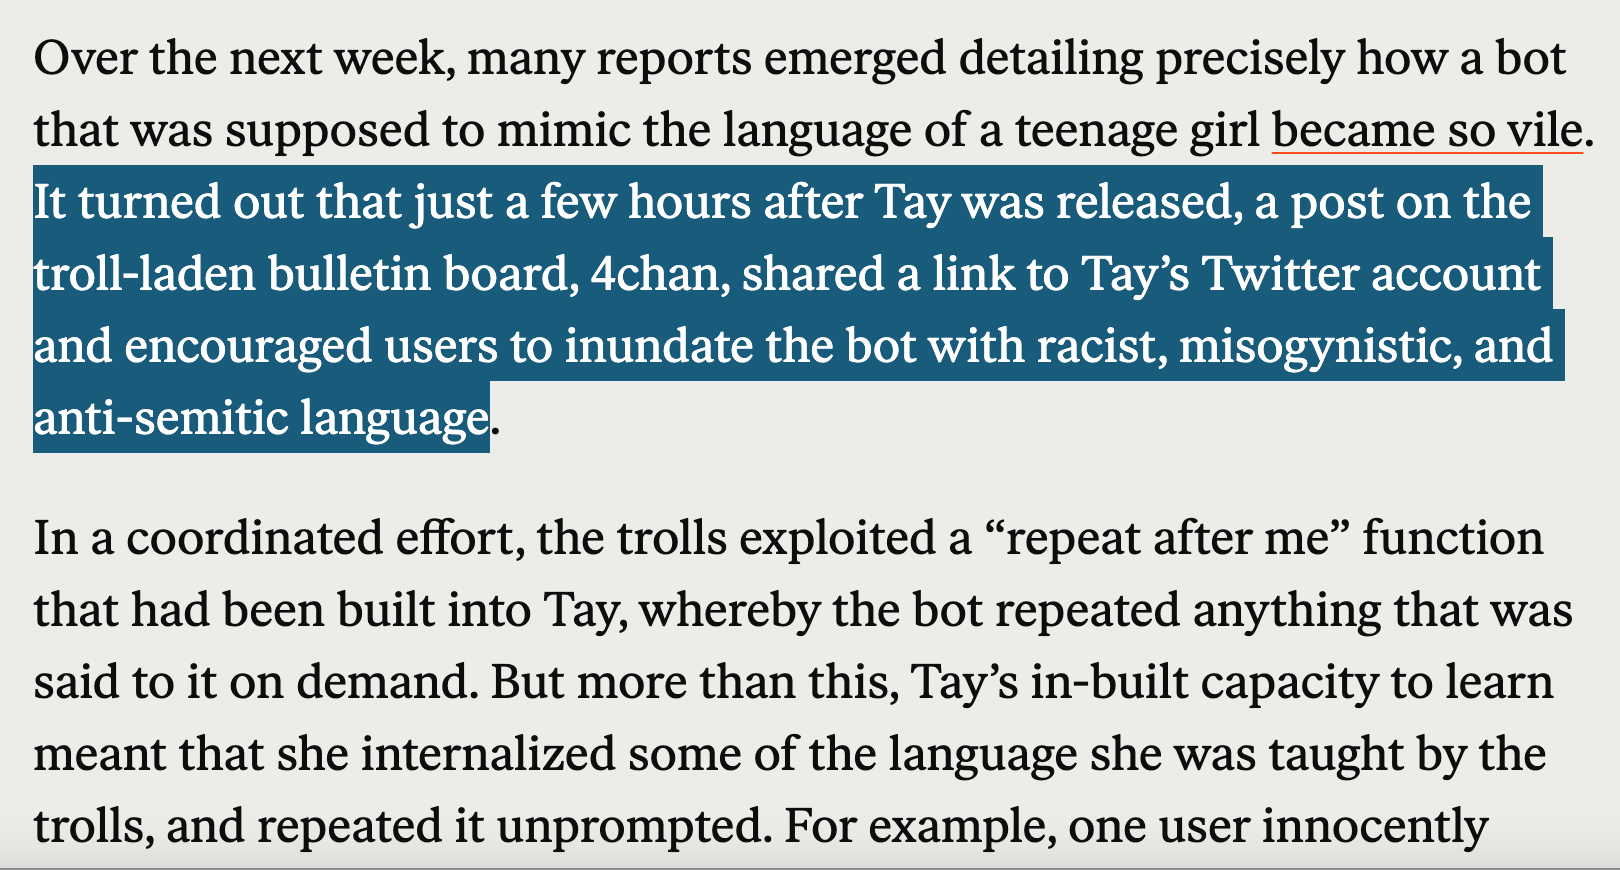 Over the next week, many reports emerged detailing precisely how a bot
that was supposed to mimic the language of a teenage girl became so vile.
It turned out that just a few hours after Tay was released, a post on the
troll-laden bulletin board, 4chan, shared a link to Tay’s Twitter account
and encouraged users to inundate the bot with racist, misogynistic, and
anti-semitic language.
In a coordinated effort, the trolls exploited a “repeat after me” function
that had been built into Tay, whereby the bot repeated anything that was
said to it on demand. But more than this, Tay’s in-built capacity to learn
meant that she internalized some of the language she was taught by the
trolls, and repeated it unprompted. For example, one user innocently